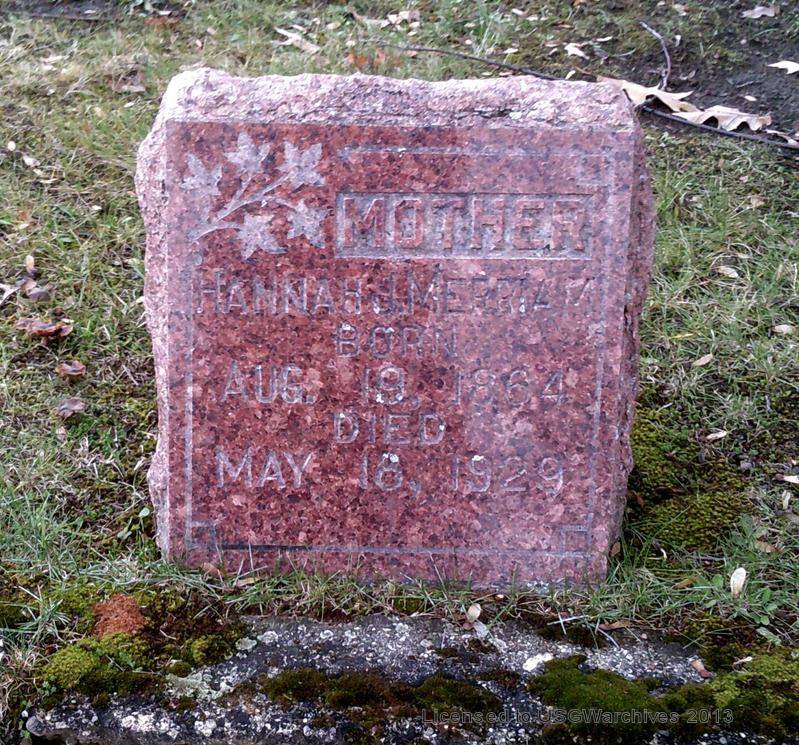 MOTHER
HANNAH J. MERRIAM
BORN
AUG. 19, 1864
DIED
MAY 18, 1929
Licensed to USGWarchives 2013